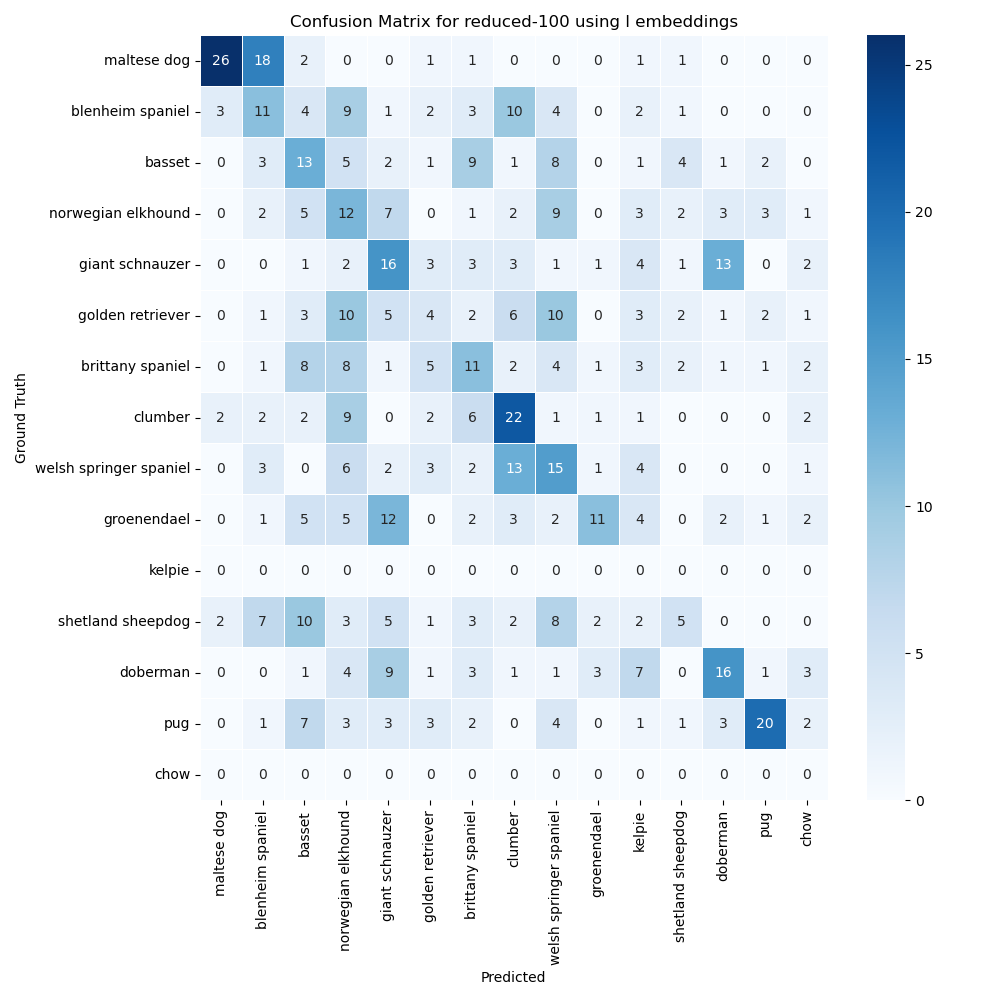 Confusion Matrix for reduced-100 using l embeddings
Ground Truth
maltese dog 26 18 2 0 0 1 1 0 0 0 1 1 0 0 0
blenheim spaniel 3 11 4 9 1 2 3 10 4 0 2 1 0 0 0
basset 0 3 13 5 2 1 9 1 8 0 1 4 1 2 0
norwegian elkhound 0 2 5 12 7 0 1 2 9 0 3 2 3 3 1
giant schnauzer 0 0 1 2 16 3 3 3 1 1 4 1 13 0 2
golden retriever 0 1 3 10 5 4 2 6 10 0 3 2 1 2 1
brittany spaniel 0 1 8 8 1 5 11 2 4 1 3 2 1 1 2
clumber 2 2 2 9 0 2 6 22 1 1 1 0 0 0 2
welsh springer spaniel 0 3 0 6 2 3 2 13 15 1 4 0 0 0 1
groenendael 0 1 5 5 12 0 2 3 2 11 4 0 2 1 2
kelpie 0 0 0 0 0 0 0 0 0 0 0 0 0 0 0
shetland sheepdog 2 7 10 3 5 1 3 2 8 2 2 5 0 0 0
doberman 0 0 1 4 9 1 3 1 1 3 7 0 16 1 3
pug 0 1 7 3 3 3 2 0 4 0 1 1 3 20 2
chow 0 0 0 0 0 0 0 0 0 0 0 0 0 0 0
maltese dog
blenheim spaniel
basset
norwegian elkhound
giant schnauzer
golden retriever
brittany spaniel
clumber
welsh springer spaniel
groenendael
kelpie
shetland sheepdog
doberman
pug
chow
Predicted
25
20
15
10
5
0